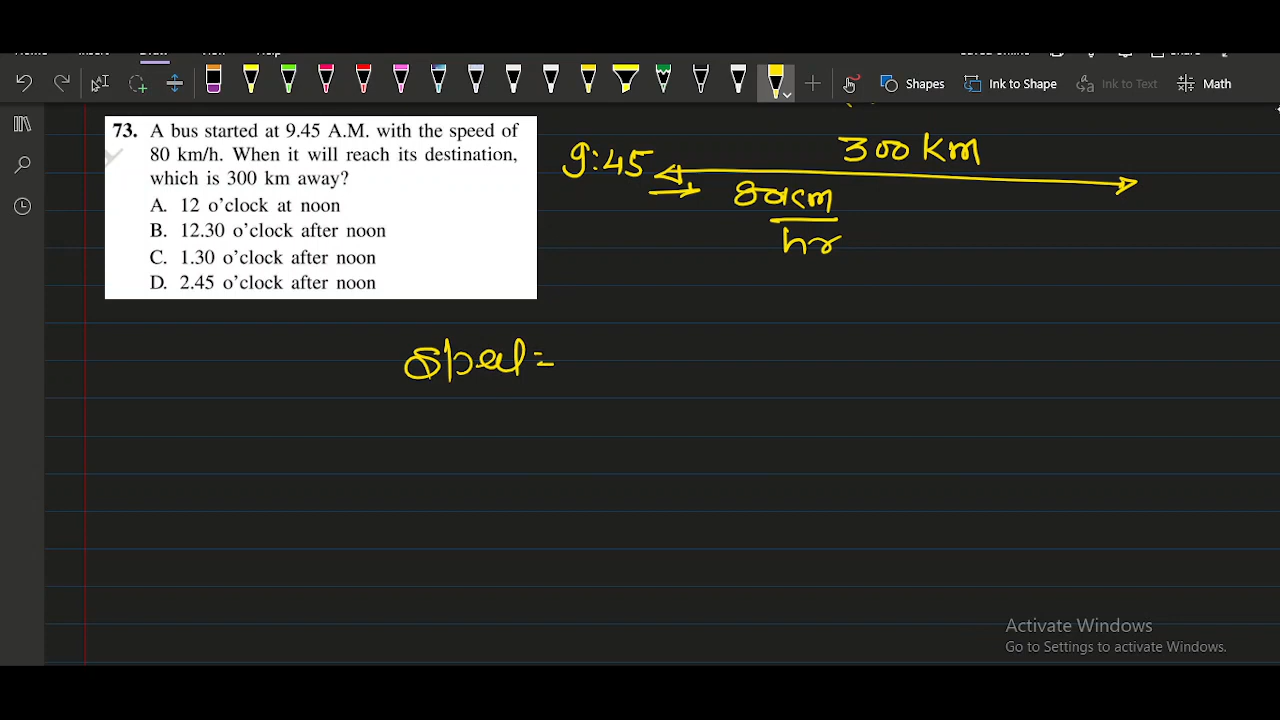 Ink to Shape
Shapes
Ink to Text
Math
300 km
9:45
80 km
hr
73. A bus started at 9.45 A.M. with the speed of
80 km/h. When it will reach its destination,
which is 300 km away?
A. 12 o’clock at noon
B. 12.30 o’clock after noon
C. 1.30 o’clock after noon
D. 2.45 o’clock after noon
Speed =
Activate Windows
Go to Settings to activate Windows.